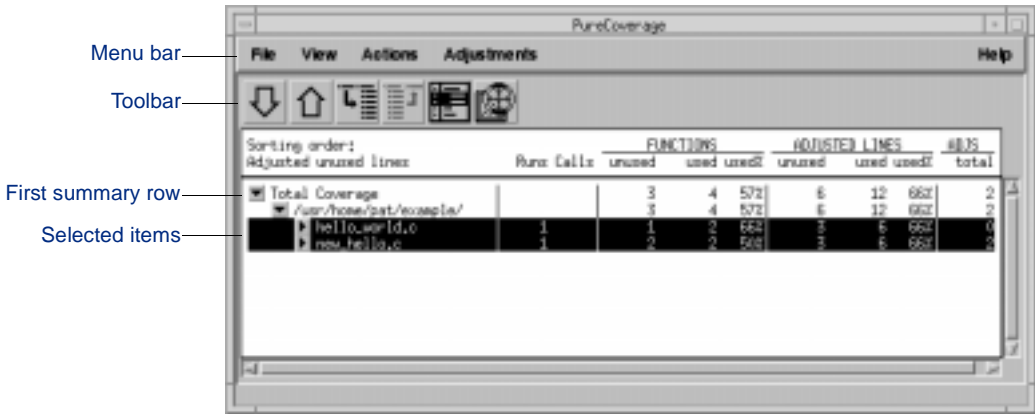 PureCoverage
Menu bar
File View Actions Adjustments Help
Toolbar
Sorting order:
Adjusted unused lines
FUNCTIONS ADJUSTED LINES ADJS
Runs Calls unused used used% unused used used% total
First summary row
Total Coverage 3 4 57% 6 12 66% 2
/usr/home/pat/example/ 3 4 57% 6 12 66% 2
Selected items
hello_world.c 1 1 2 66% 3 6 66% 0
new_hello.c 1 2 2 50% 3 6 66% 2